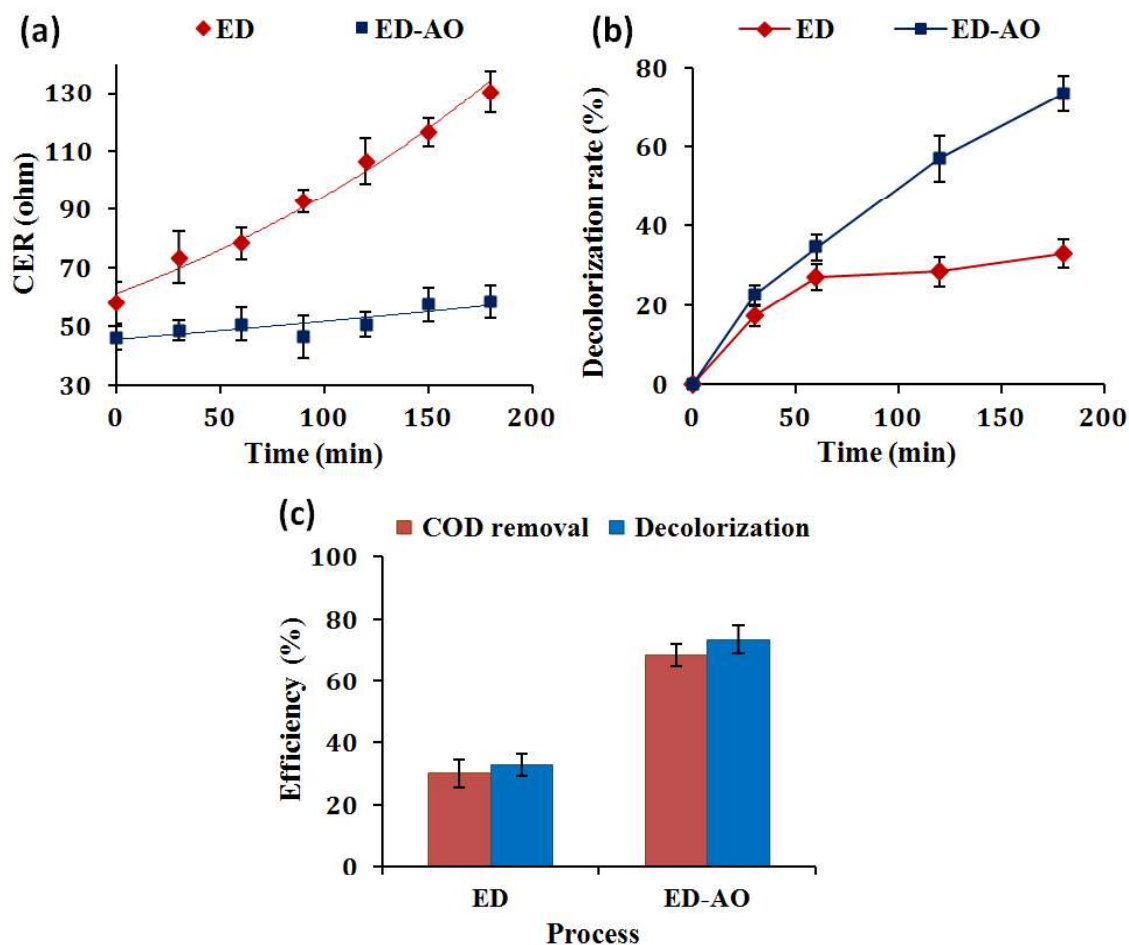 (a) ED ED-AO
130
110
90
70
50
30
CER (ohm)
0 50 100 150 200
Time (min)
(b) ED ED-AO
80
60
40
20
0
Decolorization rate (%)
0 50 100 150 200
Time (min)
(c) COD removal Decolorization
100
80
60
40
20
0
Efficiency (%)
ED ED-AO
Process